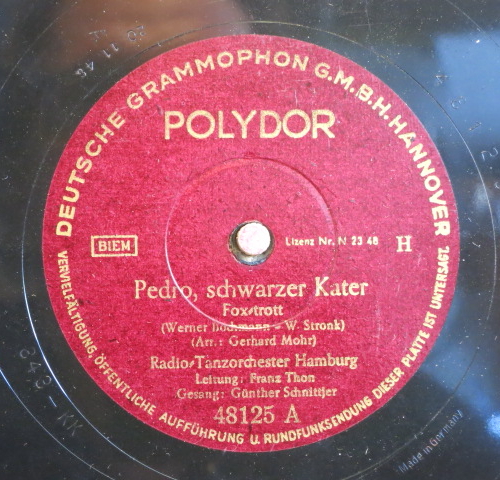 DEUTSCHE GRAMMOPHON G.M.B.H. HANNOVER
POLYDOR
BIEM
Lizenz Nr. N 23 48 H
Pedro, schwarzer Kater
Foxtrott
(Werner Bochmann - W. Stronk)
(Arr.: Gerhard Mohr)
Radio-Tanzorchester Hamburg
Leitung: Franz Thon
Gesang: Günther Schnittjer
48125 A
VERVIELFÄLTIGUNG, ÖFFENTLICHE AUFFÜHRUNG U. RUNDFUNKSENDUNG DIESER PLATTE IST UNTERSAGT.
Made in Germany